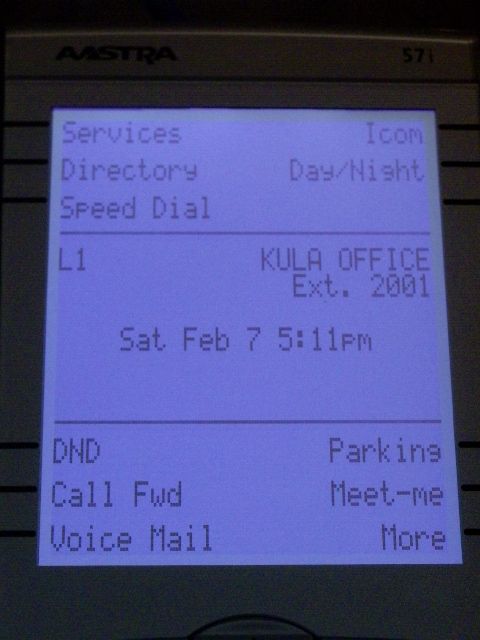 AASTRA 57i
Services Icom
Directory Day/Night
Speed Dial
L1 KULA OFFICE
Ext. 2001
Sat Feb 7 5:11pm
DND Parking
Call Fwd Meet-me
Voice Mail More